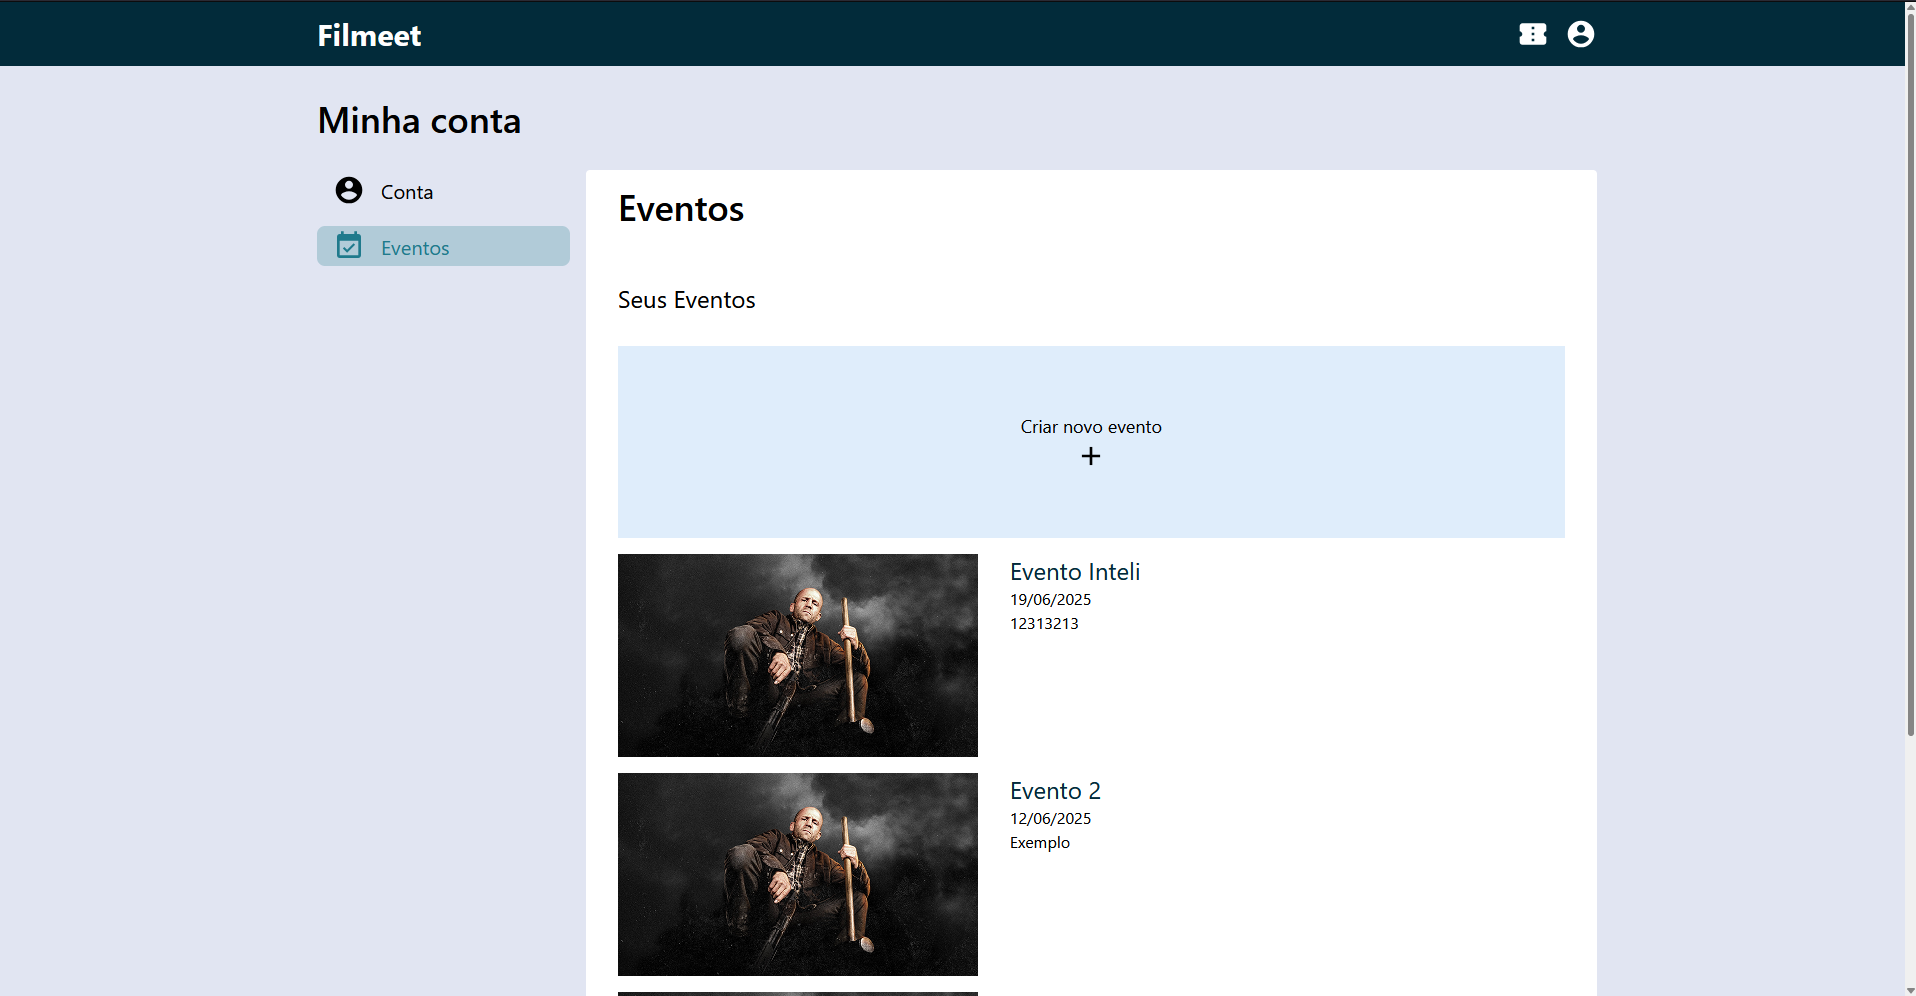 Filmeet
Minha conta
Conta
Eventos
Eventos
Seus Eventos
Criar novo evento
Evento Inteli
19/06/2025
12313213
Evento 2
12/06/2025
Exemplo